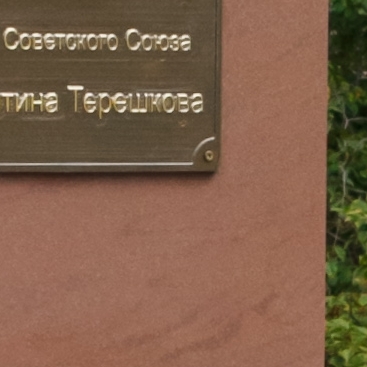 Советского Союза
тина Терешкова